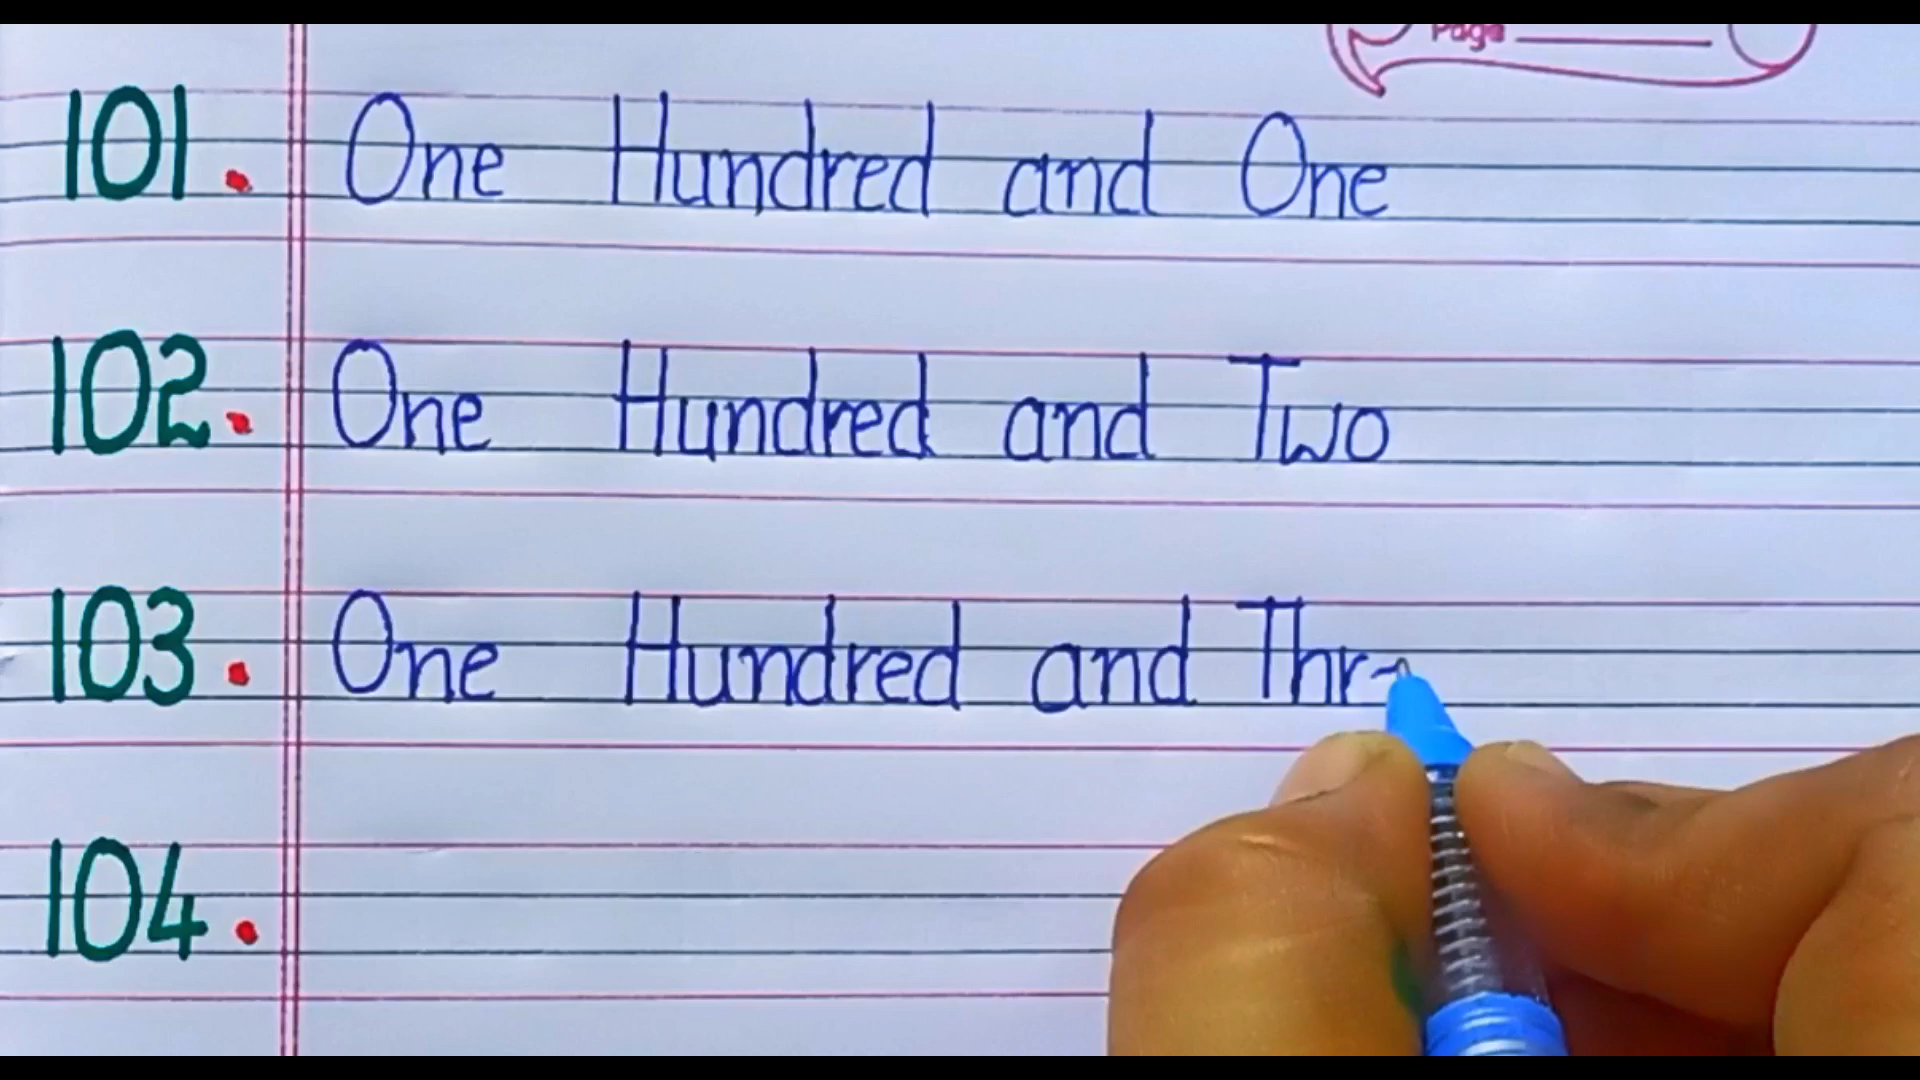 Page
101. One Hundred and One
102. One Hundred and Two
103. One Hundred and Thr
104.